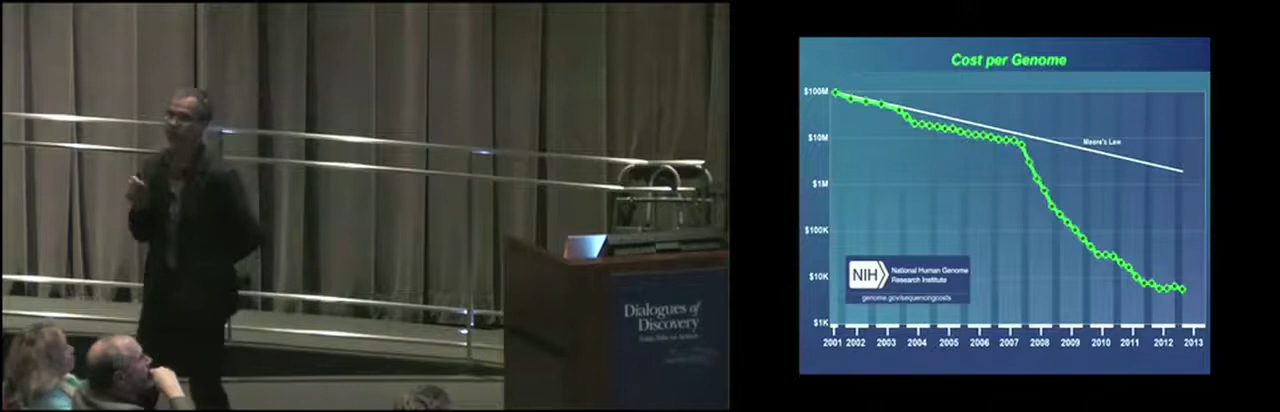 Dialogues of
Discovery
Cost per Genome
$100M
$10M
$1M
$100K
$10K
$1K
Moore's Law
NIH
National Human Genome
Research Institute
genome.gov/sequencingcosts
2001 2002 2003 2004 2005 2006 2007 2008 2009 2010 2011 2012 2013